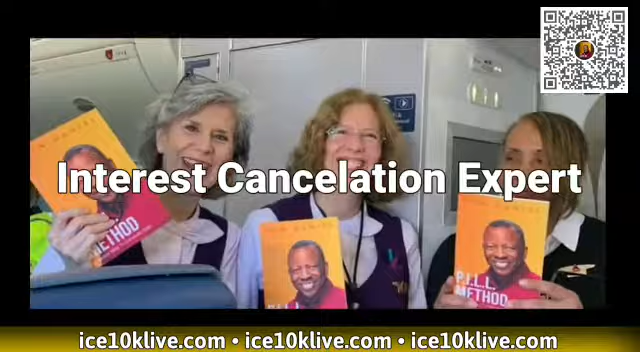 Interest Cancelation Expert
METHOD
P.I.L.L.
METHOD
ice10klive.com • ice10klive.com • ice10klive.com